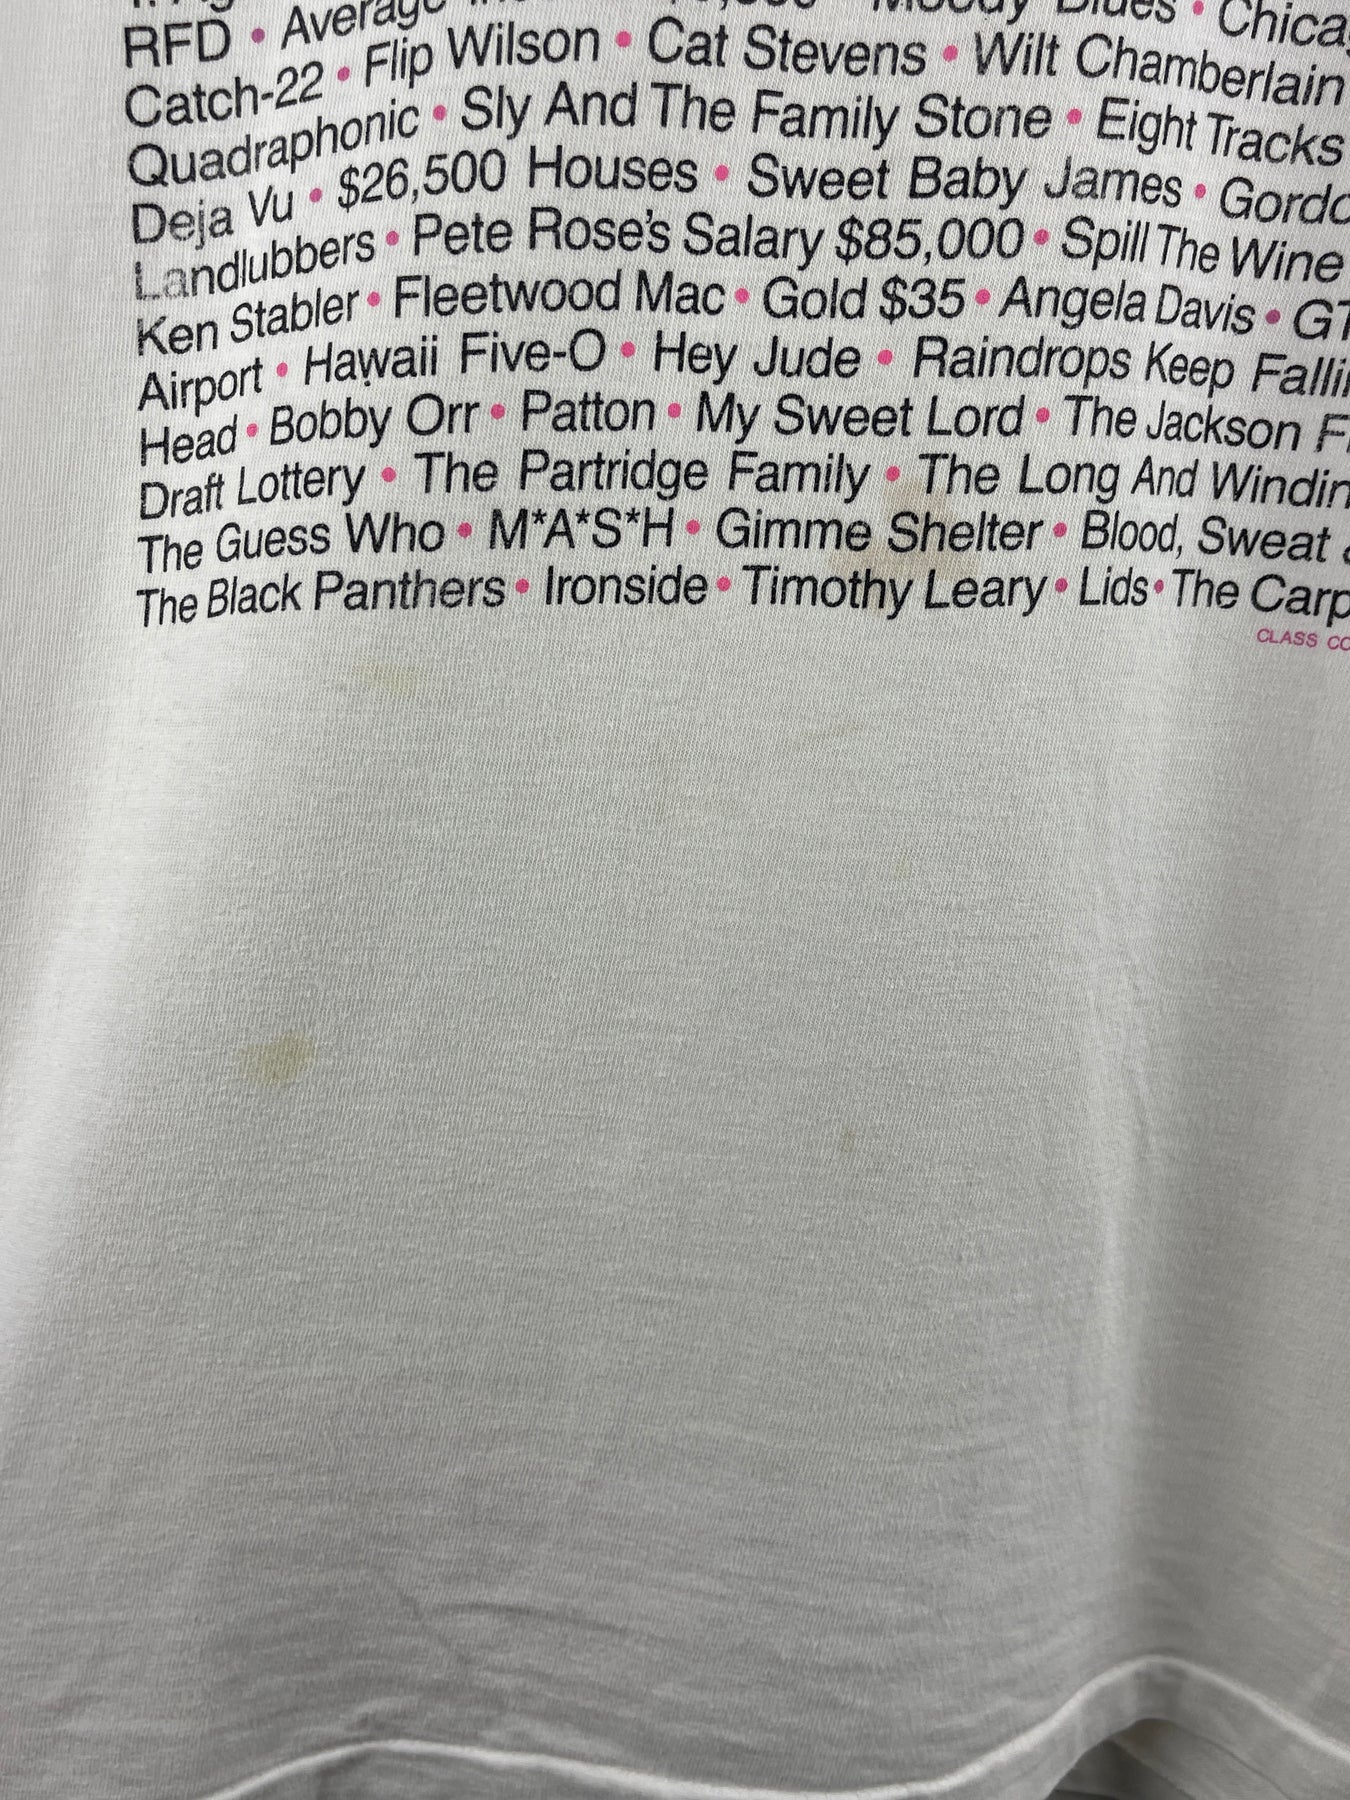 RFD • Average
Catch-22 • Flip Wilson • Cat Stevens • Wilt Chamberlain
Quadraphonic • Sly And The Family Stone • Eight Tracks
Deja Vu • $26,500 Houses • Sweet Baby James •
Landlubbers • Pete Rose's Salary $85,000 • Spill The Wine
Ken Stabler • Fleetwood Mac • Gold $35 • Angela Davis •
Airport • Hawaii Five-O • Hey Jude • Raindrops Keep
Head • Bobby Orr • Patton • My Sweet Lord • The Jackson
Draft Lottery • The Partridge Family • The Long And
The Guess Who • M*A*S*H • Gimme Shelter • Blood, Sweat
The Black Panthers • Ironside • Timothy Leary • Lids • The
CLASS